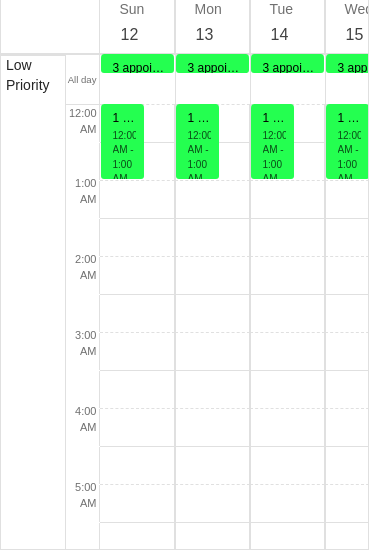 Sun Mon Tue
12 13 14 15
Low
Priority
All day
3 appoi... 3 appoi... 3 appoi... 3
12:00
AM
1 ... 1 ... 1 ... 1 ...
12:00 12:00 12:00 12:00
AM - AM - AM - AM -
1:00 1:00 1:00 1:00
AM AM AM AM
1:00
AM
2:00
AM
3:00
AM
4:00
AM
5:00
AM